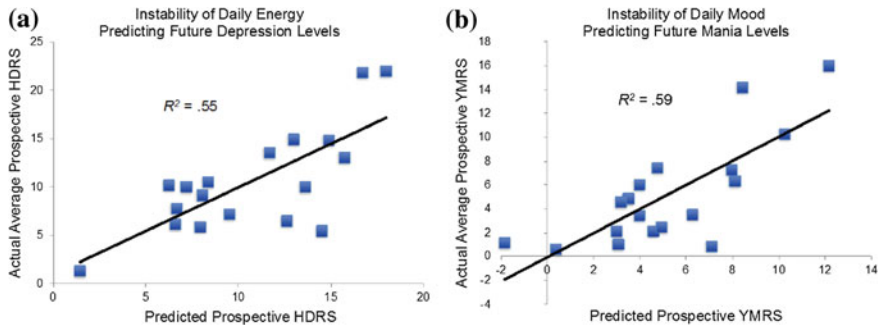 (a)
Instability of Daily Energy
Predicting Future Depression Levels
Actual Average Prospective HDRS
25
20
15
10
5
0
R² = .55
0 5 10 15 20
Predicted Prospective HDRS
(b)
Instability of Daily Mood
Predicting Future Mania Levels
Actual Average Prospective YMRS
16
14
12
10
8
6
4
2
0
-2
-4
R² = .59
-2 0 2 4 6 8 10 12 14
Predicted Prospective YMRS